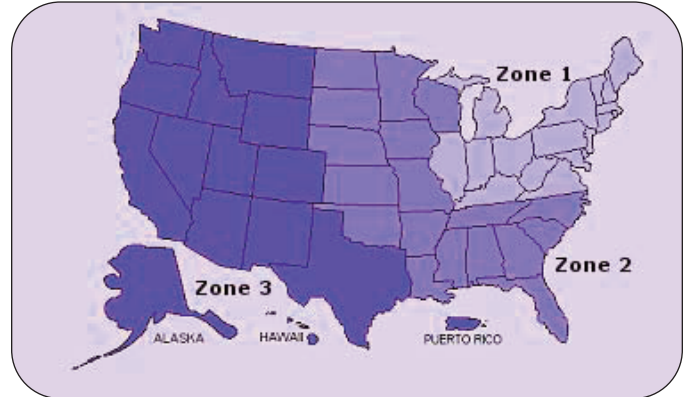 Zone 1
Zone 2
Zone 3
ALASKA
HAWAII
PUERTO RICO